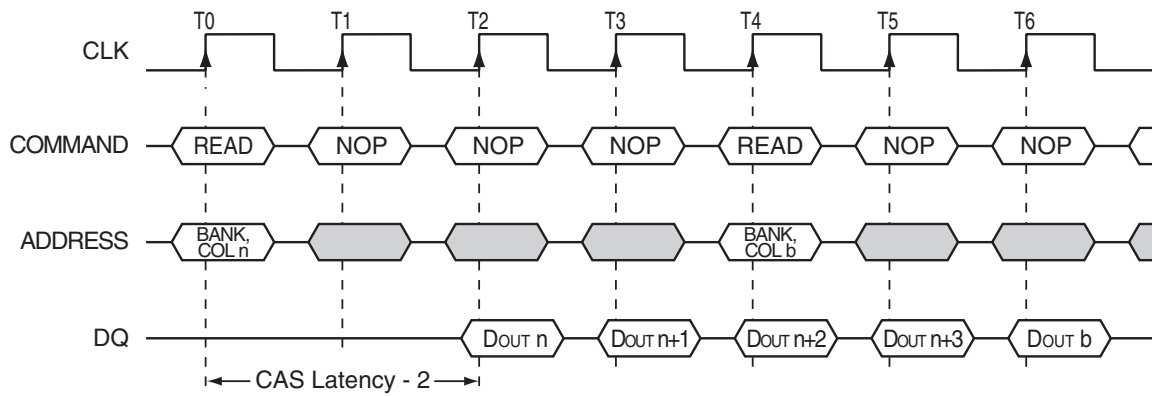 T0 T1 T2 T3 T4 T5 T6
CLK
COMMAND READ NOP NOP NOP READ NOP NOP
ADDRESS BANK, COL n BANK, COL b
DQ DOUT n DOUT n+1 DOUT n+2 DOUT n+3 DOUT b
CAS Latency - 2